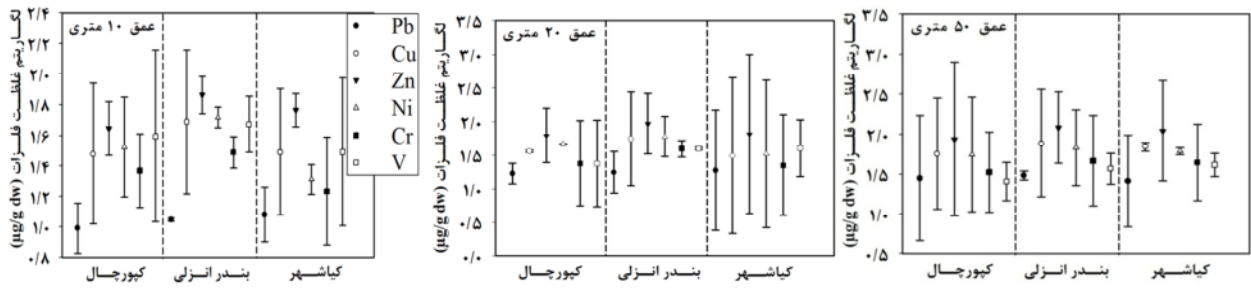 لگاریتم غلظت فلزات (µg/g dw)
عمق ۱۰ متری
۲/۴
۲/۲
۲/۰
۱/۸
۱/۶
۱/۴
۱/۲
۱/۰
۰/۸
کپورچال
بندر انزلی
کیاشهر
Pb
Cu
Zn
Ni
Cr
V
لگاریتم غلظت فلزات (µg/g dw)
عمق ۲۰ متری
۳/۵
۳/۰
۲/۵
۲/۰
۱/۵
۱/۰
۰/۵
۰/۰
کپورچال
بندر انزلی
کیاشهر
لگاریتم غلظت فلزات (µg/g dw)
عمق ۵۰ متری
۳/۵
۳/۰
۲/۵
۲/۰
۱/۵
۱/۰
۰/۵
کپورچال
بندر انزلی
کیاشهر